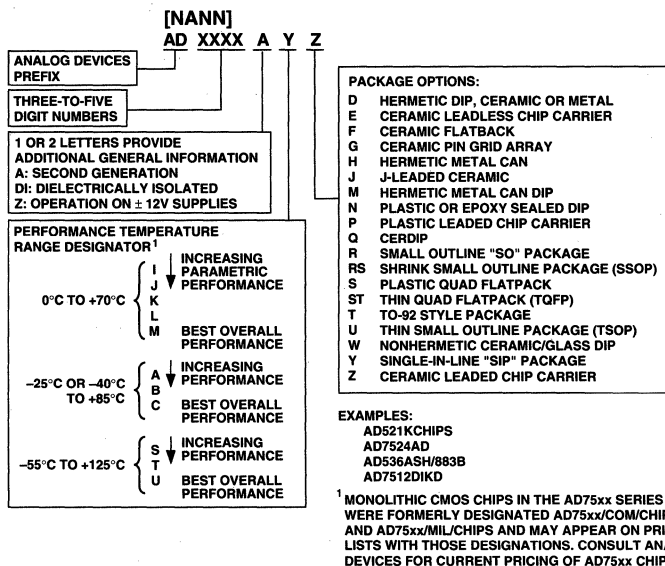 [NANN]
AD XXXX A Y Z
ANALOG DEVICES
PREFIX
THREE-TO-FIVE
DIGIT NUMBERS
1 OR 2 LETTERS PROVIDE
ADDITIONAL GENERAL INFORMATION
A: SECOND GENERATION
DI: DIELECTRICALLY ISOLATED
Z: OPERATION ON ± 12V SUPPLIES
PERFORMANCE TEMPERATURE
RANGE DESIGNATOR1
0°C TO +70°C
I
J
K
L
M
INCREASING
PARAMETRIC
PERFORMANCE
BEST OVERALL
PERFORMANCE
–25°C OR –40°C
TO +85°C
A
B
C
INCREASING
PERFORMANCE
BEST OVERALL
PERFORMANCE
–55°C TO +125°C
S
T
U
INCREASING
PERFORMANCE
BEST OVERALL
PERFORMANCE
PACKAGE OPTIONS:
D HERMETIC DIP, CERAMIC OR METAL
E CERAMIC LEADLESS CHIP CARRIER
F CERAMIC FLATBACK
G CERAMIC PIN GRID ARRAY
H HERMETIC METAL CAN
J J-LEADED CERAMIC
M HERMETIC METAL CAN DIP
N PLASTIC OR EPOXY SEALED DIP
P PLASTIC LEADED CHIP CARRIER
Q CERDIP
R SMALL OUTLINE "SO" PACKAGE
RS SHRINK SMALL OUTLINE PACKAGE (SSOP)
S PLASTIC QUAD FLATPACK
ST THIN QUAD FLATPACK (TQFP)
T TO-92 STYLE PACKAGE
U THIN SMALL OUTLINE PACKAGE (TSOP)
W NONHERMETIC CERAMIC/GLASS DIP
Y SINGLE-IN-LINE "SIP" PACKAGE
Z CERAMIC LEADED CHIP CARRIER
EXAMPLES:
AD521KCHIPS
AD7524AD
AD536ASH/883B
AD7512DIKD
1 MONOLITHIC CMOS CHIPS IN THE AD75xx SERIES
WERE FORMERLY DESIGNATED AD75xx/COM/CHI
AND AD75xx/MIL/CHIPS AND MAY APPEAR ON PRI
LISTS WITH THOSE DESIGNATIONS. CONSULT AN
DEVICES FOR CURRENT PRICING OF AD75xx CHIP